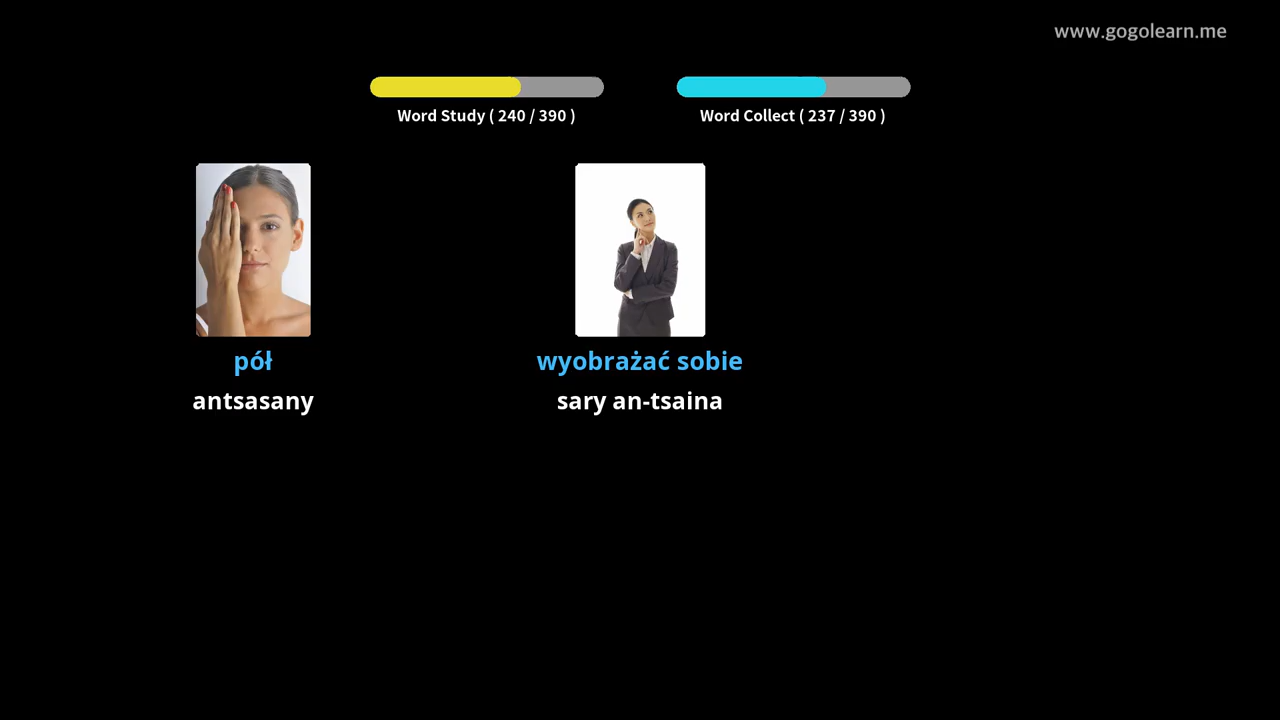 www.gogolearn.me
Word Study ( 240 / 390 )
Word Collect ( 237 / 390 )
pół
wyobrażać sobie
antsasany
sary an-tsaina